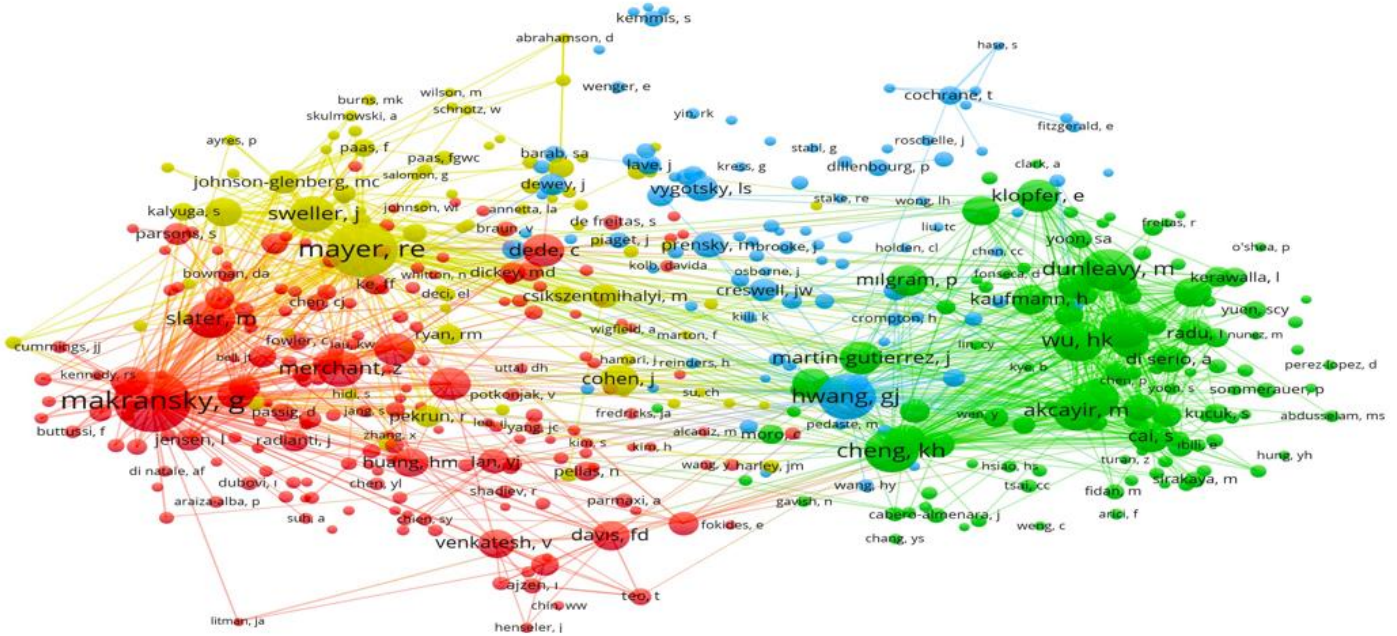 kemmis, s
abrahamson, d
hase, s
wenger, e
cochrane, t
wilson, m
burns, mk
schnotz, w
skulmowski, a
yin, rk
fitzgerald, e
ayres, p
paas, f
roschelle, j
stahl, g
barab, sa
paas, fgwc
lave, j
kress, g
dillenbourg, p
clark, a
salomon, g
johnson-glenberg, mc
dewey, j
vygotsky, ls
klopfer, e
kalyuga, s
sweller, j
johnson, wl
stake, re
wong, lh
annetta, la
de freitas, s
freitas, r
braun, v
liu, tc
parsons, s
mayer, re
dede, c
piaget, j
prensky, m
brooke, j
holden, cl
chen, cc
yoon, sa
o'shea, p
bowman, da
whitton, n
dickey, md
kolb, davida
osborne, j
fonseca, d
dunleavy, m
milgram, p
kerawalla, l
ke, ff
deci, el
csikszentmihalyi, m
creswell, jw
kaufmann, h
chen, cj
yuen, scy
slater, m
kiili, k
crompton, h
nunez, m
ryan, rm
wigfield, a
marton, f
wu, hk
radu, i
fowler, c
lin, cy
cummings, jj
hamari, j
reinders, h
martin-gutierrez, j
di serio, a
merchant, z
uttal, dh
perez-lopez, d
kennedy, rs
kye, b
cohen, j
chen, p
yoon, s
sommerauer, p
hidi, s
potkonjak, v
su, ch
hwang, gj
makransky, g
jang, s
fredricks, ja
akcayir, m
passig, d
pekrun, r
wen, y
kucuk, s
abdusselam, ms
buttussi, f
yang, jc
alcaniz, m
pedaste, m
moro, c
jensen, l
radianti, j
zhang, x
kim, s
kim, h
cheng, kh
cai, s
ibili, e
hung, yh
huang, hm
lan, yj
wang, y
harley, jm
hsiao, hs
turan, z
di natale, af
pellas, n
wang, hy
tsai, cc
sirakaya, m
dubovi, i
chen, yl
fidan, m
araiza-alba, p
shadiev, r
parmaxi, a
gavish, n
cabero-almenara, j
arici, f
suh, a
chien, sy
fokides, e
weng, c
davis, fd
chang, ys
venkatesh, v
ajzen, i
teo, t
chin, ww
litman, ja
henseler, j